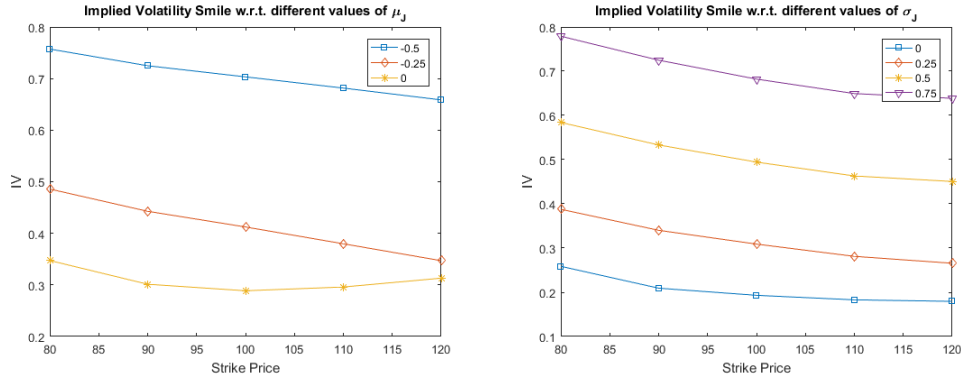 Implied Volatility Smile w.r.t. different values of μJ
0.8
0.7
0.6
0.5
0.4
0.3
0.2
IV
80 85 90 95 100 105 110 115 120
Strike Price
-0.5
-0.25
0
Implied Volatility Smile w.r.t. different values of σJ
0.8
0.7
0.6
0.5
0.4
0.3
0.2
0.1
IV
80 85 90 95 100 105 110 115 120
Strike Price
0
0.25
0.5
0.75